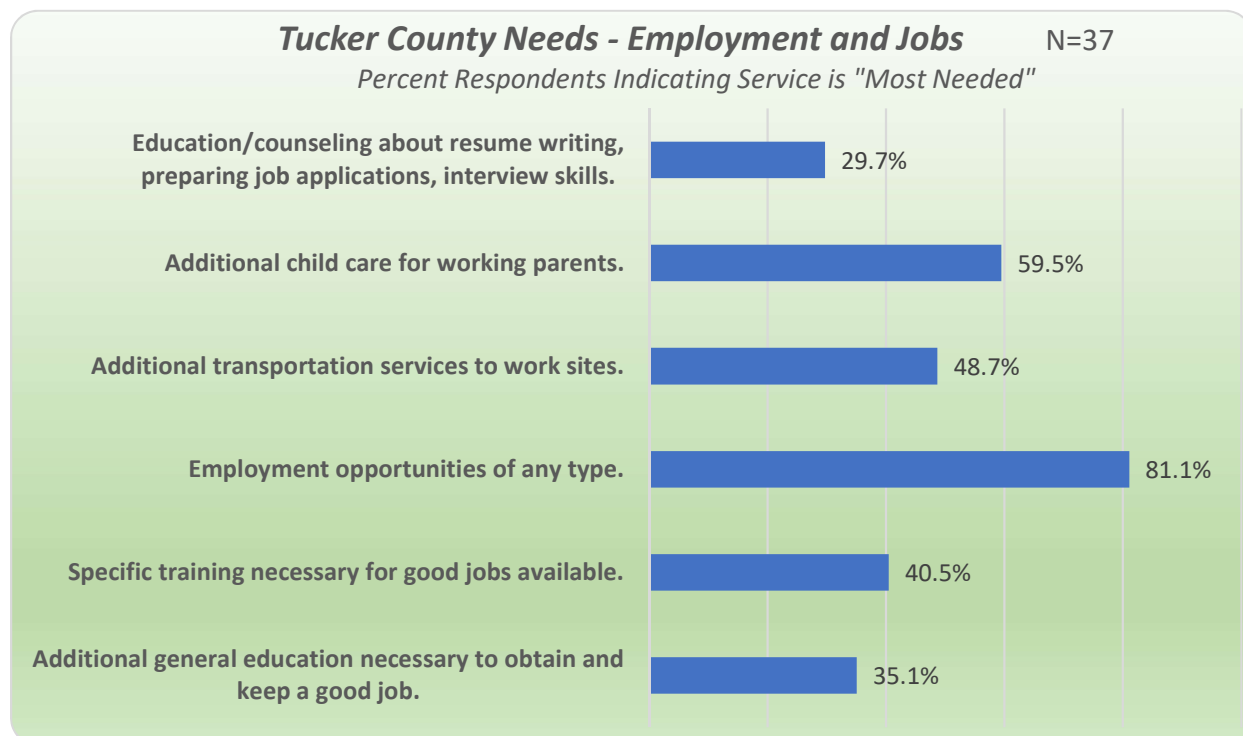 Tucker County Needs - Employment and Jobs N=37
Percent Respondents Indicating Service is "Most Needed"
Education/counseling about resume writing,
preparing job applications, interview skills.
29.7%
Additional child care for working parents.
59.5%
Additional transportation services to work sites.
48.7%
Employment opportunities of any type.
81.1%
Specific training necessary for good jobs available.
40.5%
Additional general education necessary to obtain and
keep a good job.
35.1%